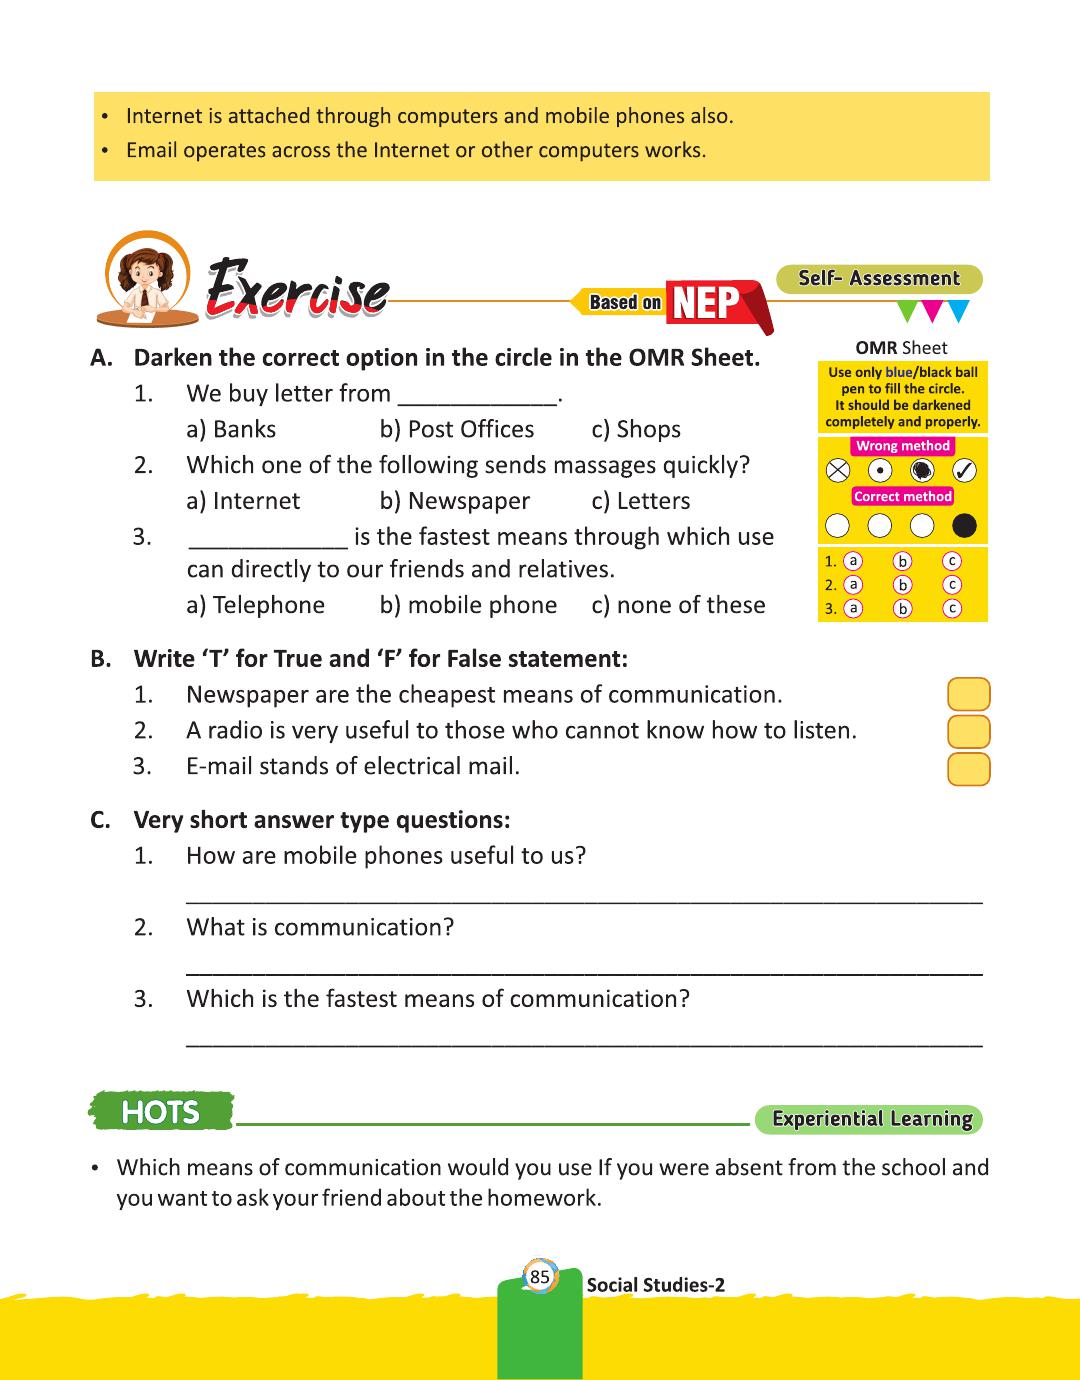 • Internet is attached through computers and mobile phones also.
• Email operates across the Internet or other computers works.
Exercise
Based on NEP
Self- Assessment
A. Darken the correct option in the circle in the OMR Sheet.
1. We buy letter from ____________.
a) Banks b) Post Offices c) Shops
2. Which one of the following sends massages quickly?
a) Internet b) Newspaper c) Letters
3. ____________ is the fastest means through which use
can directly to our friends and relatives.
a) Telephone b) mobile phone c) none of these
OMR Sheet
Use only blue/black ball
pen to fill the circle.
It should be darkened
completely and properly.
Wrong method
Correct method
1. a b c
2. a b c
3. a b c
B. Write ‘T’ for True and ‘F’ for False statement:
1. Newspaper are the cheapest means of communication.
2. A radio is very useful to those who cannot know how to listen.
3. E-mail stands of electrical mail.
C. Very short answer type questions:
1. How are mobile phones useful to us?
2. What is communication?
3. Which is the fastest means of communication?
HOTS
Experiential Learning
• Which means of communication would you use If you were absent from the school and
you want to ask your friend about the homework.
85
Social Studies-2